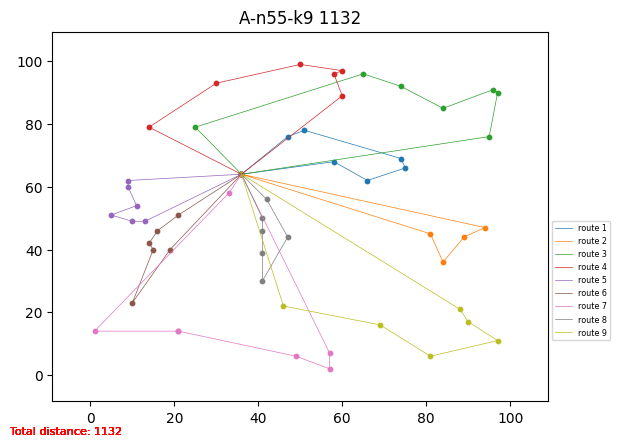 A-n55-k9 1132
100
80
60
40
20
0
0 20 40 60 80 100
route 1
route 2
route 3
route 4
route 5
route 6
route 7
route 8
route 9
Total distance: 1132